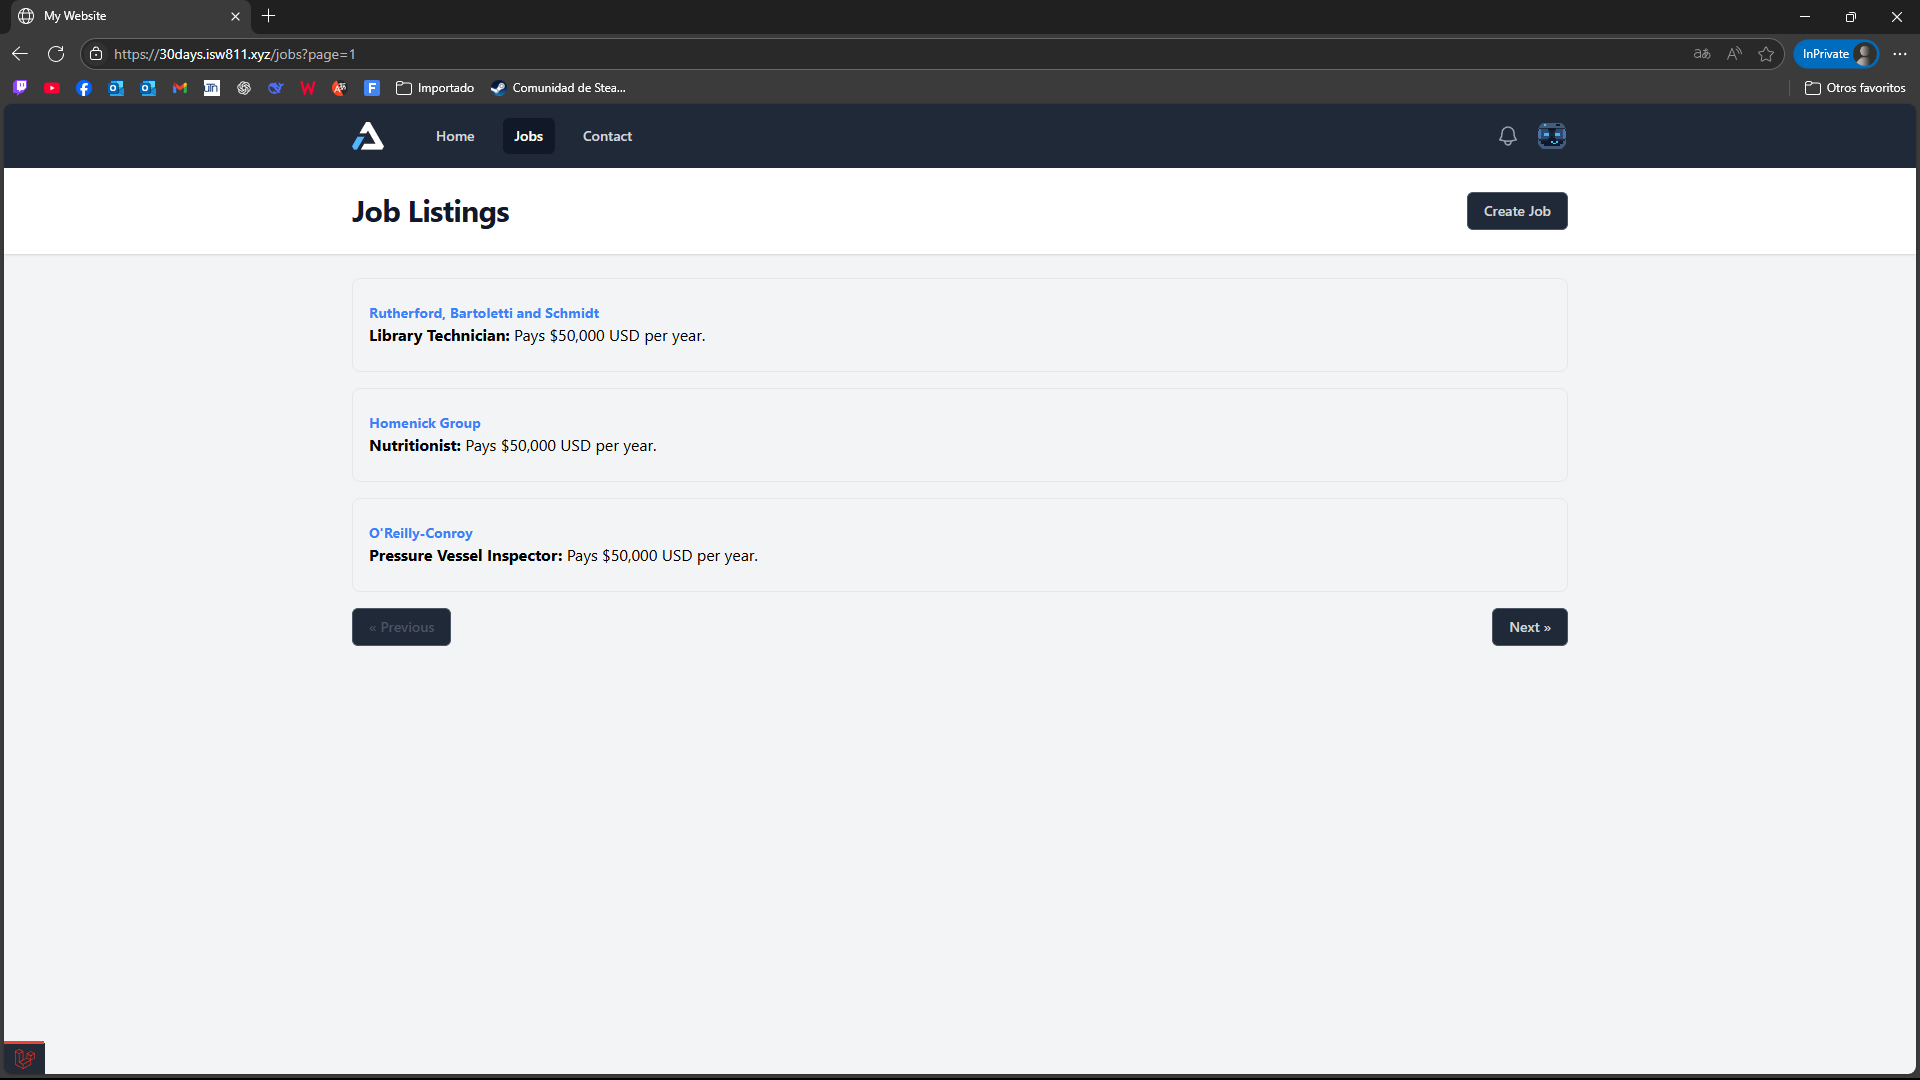 My Website
https://30days.isw811.xyz/jobs?page=1
InPrivate
Importado
Comunidad de Stea...
Otros favoritos
Home
Jobs
Contact
Job Listings
Create Job
Rutherford, Bartoletti and Schmidt
Library Technician: Pays $50,000 USD per year.
Homenick Group
Nutritionist: Pays $50,000 USD per year.
O'Reilly-Conroy
Pressure Vessel Inspector: Pays $50,000 USD per year.
« Previous
Next »